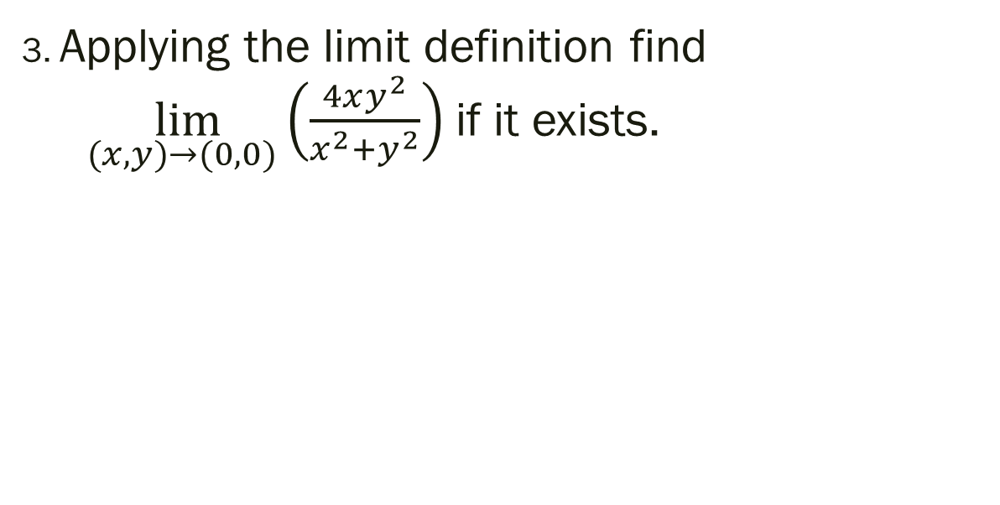 3. Applying the limit definition find
lim (x,y)→(0,0) (4xy²/x²+y²) if it exists.